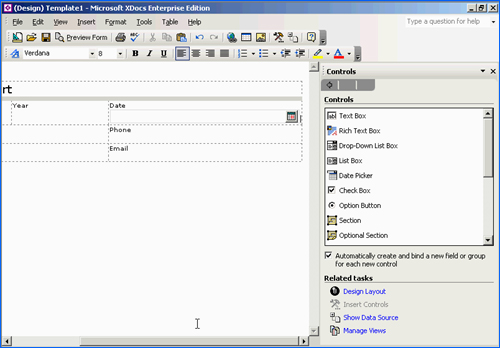 (Design) Template1 - Microsoft XDocs Enterprise Edition
File Edit View Insert Format Tools Table Help Type a question for help
Preview Form
Verdana 8 B I U A
rt
Year Date
Phone
Email
Controls
Controls
Text Box
Rich Text Box
Drop-Down List Box
List Box
Date Picker
Check Box
Option Button
Section
Optional Section
Automatically create and bind a new field or group
for each new control
Related tasks
Design Layout
Insert Controls
Show Data Source
Manage Views